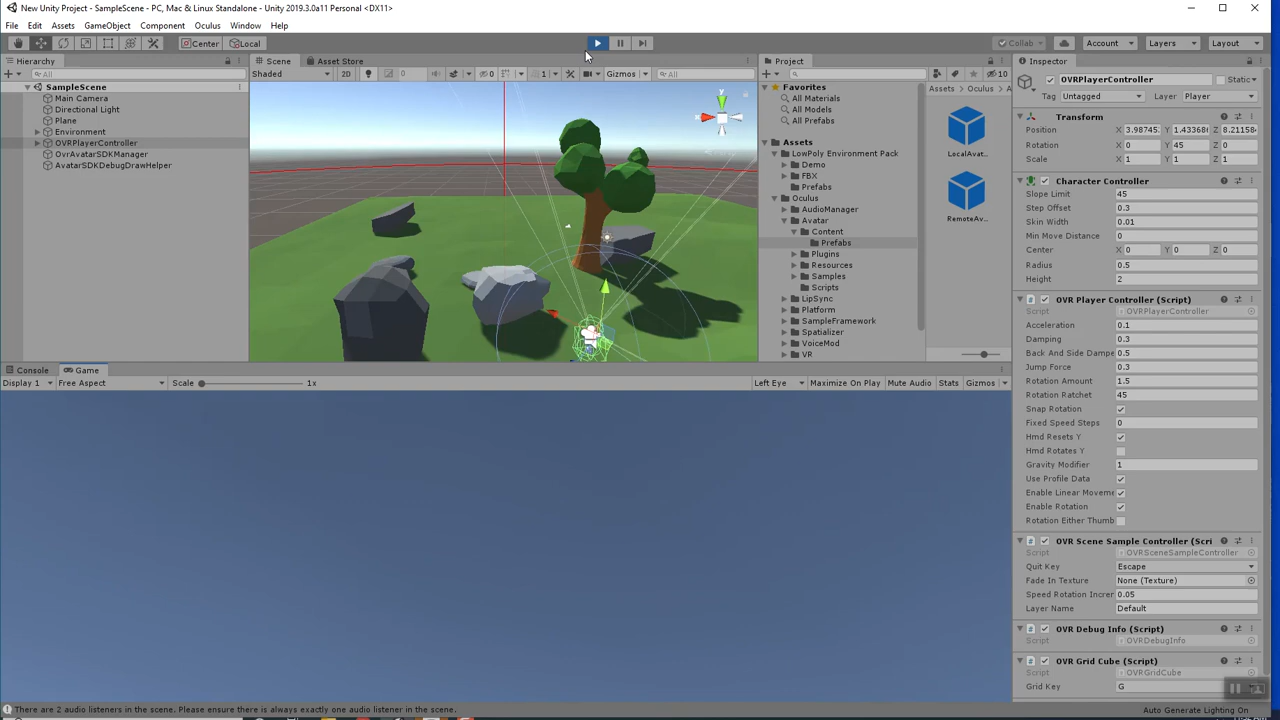 New Unity Project - SampleScene - PC, Mac & Linux Standalone - Unity 2019.3.0a11 Personal <DX11>
File Edit Assets GameObject Component Oculus Window Help
Center Local Collab Account Layers Layout
Hierarchy
All
SampleScene
Main Camera
Directional Light
Plane
Environment
OVRPlayerController
OvrAvatarSDKManager
AvatarSDKDebugDrawHelper
Scene Asset Store
Shaded 2D 0 1 Gizmos All
y
x
Project
10
Favorites
All Materials
All Models
All Prefabs
Assets
LowPoly Environment Pack
Demo
FBX
Prefabs
Oculus
AudioManager
Avatar
Content
Prefabs
Plugins
Resources
Samples
Scripts
LipSync
Platform
SampleFramework
Spatializer
VoiceMod
VR
Assets Oculus A
LocalAvat...
RemoteAv...
Console Game
Display 1 Free Aspect Scale 1x Left Eye Maximize On Play Mute Audio Stats Gizmos
Inspector
OVRPlayerController Static
Tag Untagged Layer Player
Transform
Position X 3.98745 Y 1.43368 Z 8.21158
Rotation X 0 Y 45 Z 0
Scale X 1 Y 1 Z 1
Character Controller
Slope Limit 45
Step Offset 0.3
Skin Width 0.01
Min Move Distance 0
Center X 0 Y 0 Z 0
Radius 0.5
Height 2
OVR Player Controller (Script)
Script OVRPlayerController
Acceleration 0.1
Damping 0.3
Back And Side Dampe 0.5
Jump Force 0.3
Rotation Amount 1.5
Rotation Ratchet 45
Snap Rotation
Fixed Speed Steps 0
Hmd Resets Y
Hmd Rotates Y
Gravity Modifier 1
Use Profile Data
Enable Linear Moveme
Enable Rotation
Rotation Either Thumb
OVR Scene Sample Controller (Scri
Script OVRSceneSampleController
Quit Key Escape
Fade In Texture None (Texture)
Speed Rotation Increr 0.05
Layer Name Default
OVR Debug Info (Script)
Script OVRDebugInfo
OVR Grid Cube (Script)
Script OVRGridCube
Grid Key G
There are 2 audio listeners in the scene. Please ensure there is always exactly one audio listener in the scene.
Auto Generate Lighting On